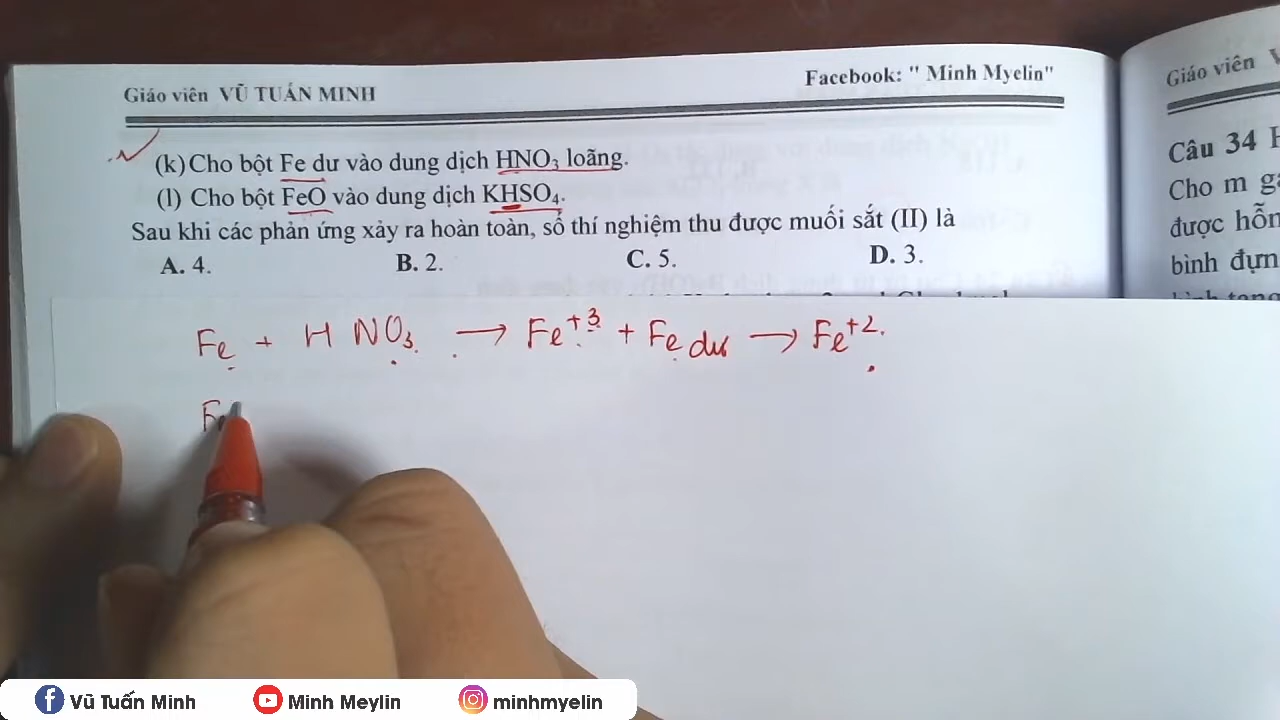 Giáo viên VŨ TUẤN MINH
Facebook: " Minh Myelin"
(k) Cho bột Fe dư vào dung dịch HNO₃ loãng.
(l) Cho bột FeO vào dung dịch KHSO₄.
Sau khi các phản ứng xảy ra hoàn toàn, số thí nghiệm thu được muối sắt (II) là
A. 4. B. 2. C. 5. D. 3.
Fe + HNO₃ → Fe⁺³ + Fe dư → Fe⁺².
Giáo viên
Câu 34
Cho m
được hỗn
bình đựn
Vũ Tuấn Minh Minh Meylin minhmyelin